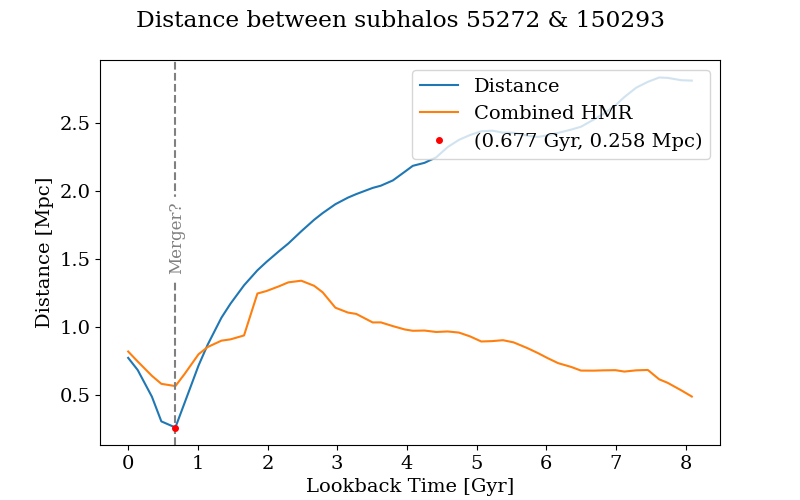 Distance between subhalos 55272 & 150293
Distance
Combined HMR
(0.677 Gyr, 0.258 Mpc)
Merger?
Distance [Mpc]
2.5
2.0
1.5
1.0
0.5
0 1 2 3 4 5 6 7 8
Lookback Time [Gyr]